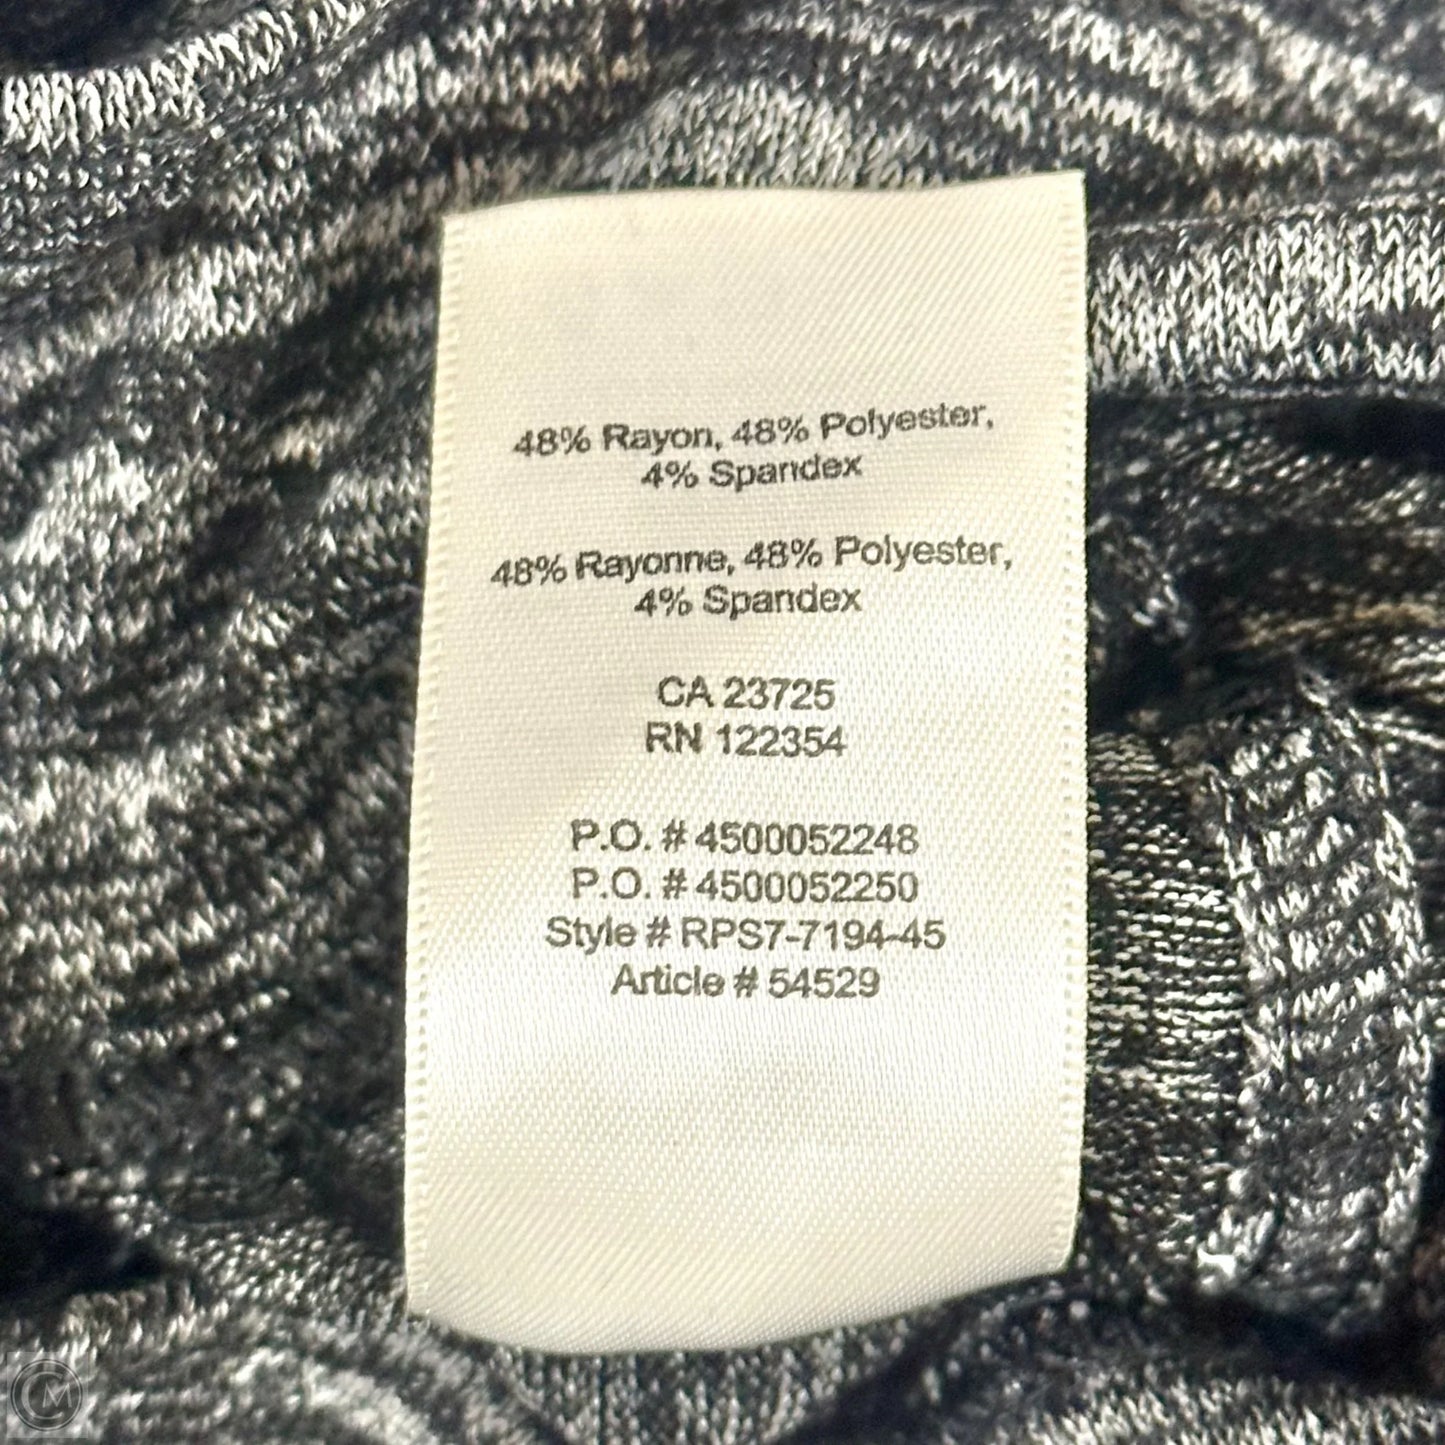 48% Rayon, 48% Polyester,
4% Spandex
48% Rayonne, 48% Polyester,
4% Spandex
CA 23725
RN 122354
P.O. # 4500052248
P.O. # 4500052250
Style # RPS7-7194-45
Article # 54529
CM